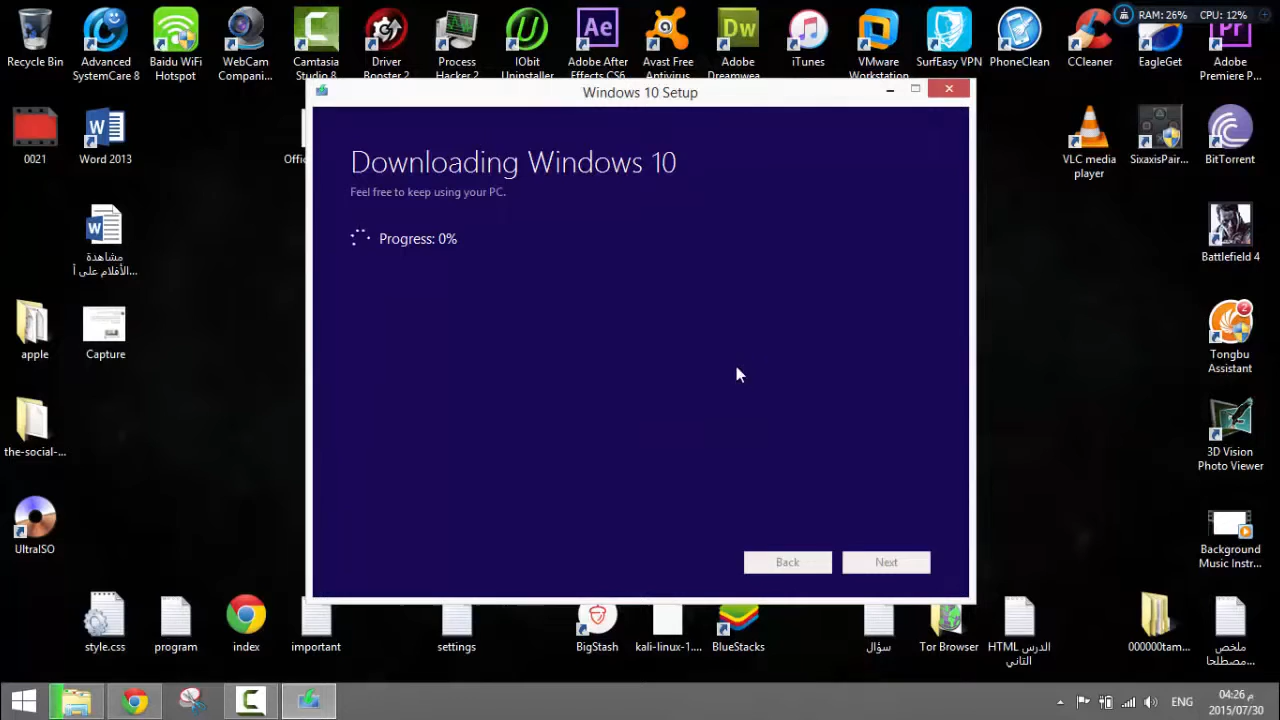 RAM: 26% CPU: 12%
Recycle Bin
Advanced
SystemCare 8
Baidu WiFi
Hotspot
WebCam
Compani...
Camtasia
Studio 8
Driver
Booster 2
Process
Hacker 2
IObit
Uninstaller
Ae
Adobe After
Effects CS6
Avast Free
Antivirus
Dw
Adobe
Dreamwea...
iTunes
VMware
Workstation
SurfEasy VPN
PhoneClean
CCleaner
EagleGet
Pr
Adobe
Premiere P...
Windows 10 Setup
Downloading Windows 10
Feel free to keep using your PC.
Progress: 0%
Back
Next
0021
Word 2013
VLC media
player
SixaxisPair...
BitTorrent
مشاهدة
الأفلام على أ...
Battlefield 4
apple
Capture
2
Tongbu
Assistant
the-social-...
3D Vision
Photo Viewer
UltraISO
Background
Music Instr...
style.css
program
index
important
settings
BigStash
kali-linux-1....
BlueStacks
سؤال
Tor Browser
الدرس HTML
الثاني
000000tam...
ملخص
مصطلحا...
ENG
04:26 م
2015/07/30